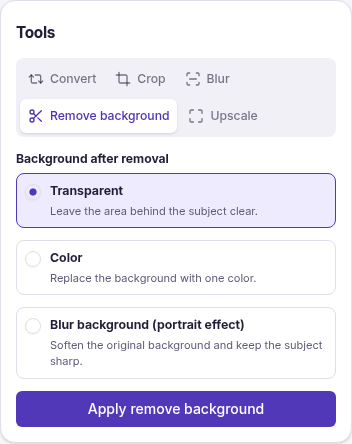 Tools
Convert Crop Blur
Remove background Upscale
Background after removal
Transparent
Leave the area behind the subject clear.
Color
Replace the background with one color.
Blur background (portrait effect)
Soften the original background and keep the subject
sharp.
Apply remove background